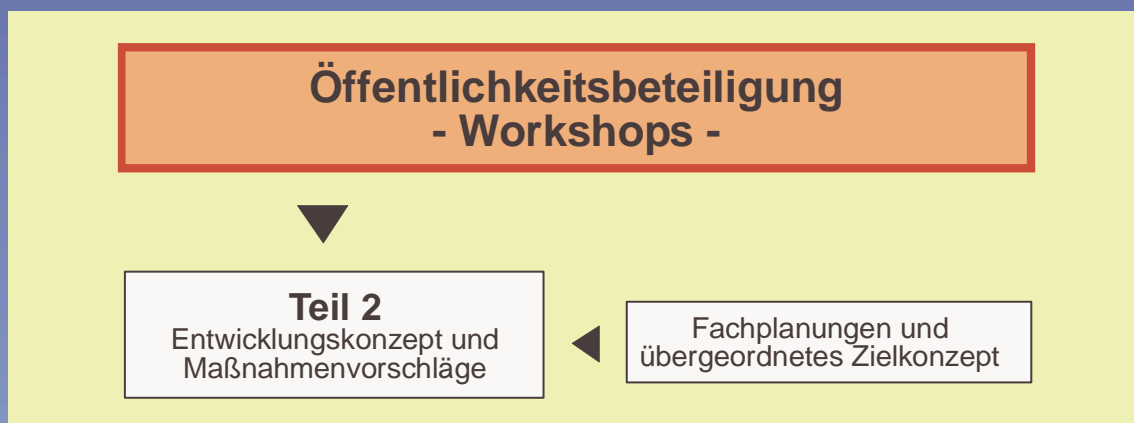 Öffentlichkeitsbeteiligung
- Workshops -
Teil 2
Entwicklungskonzept und
Maßnahmenvorschläge
Fachplanungen und
übergeordnetes Zielkonzept